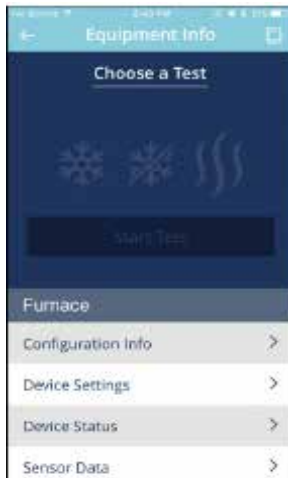 Equipment Info
Choose a Test
Start Test
Furnace
Configuration Info
Device Settings
Device Status
Sensor Data